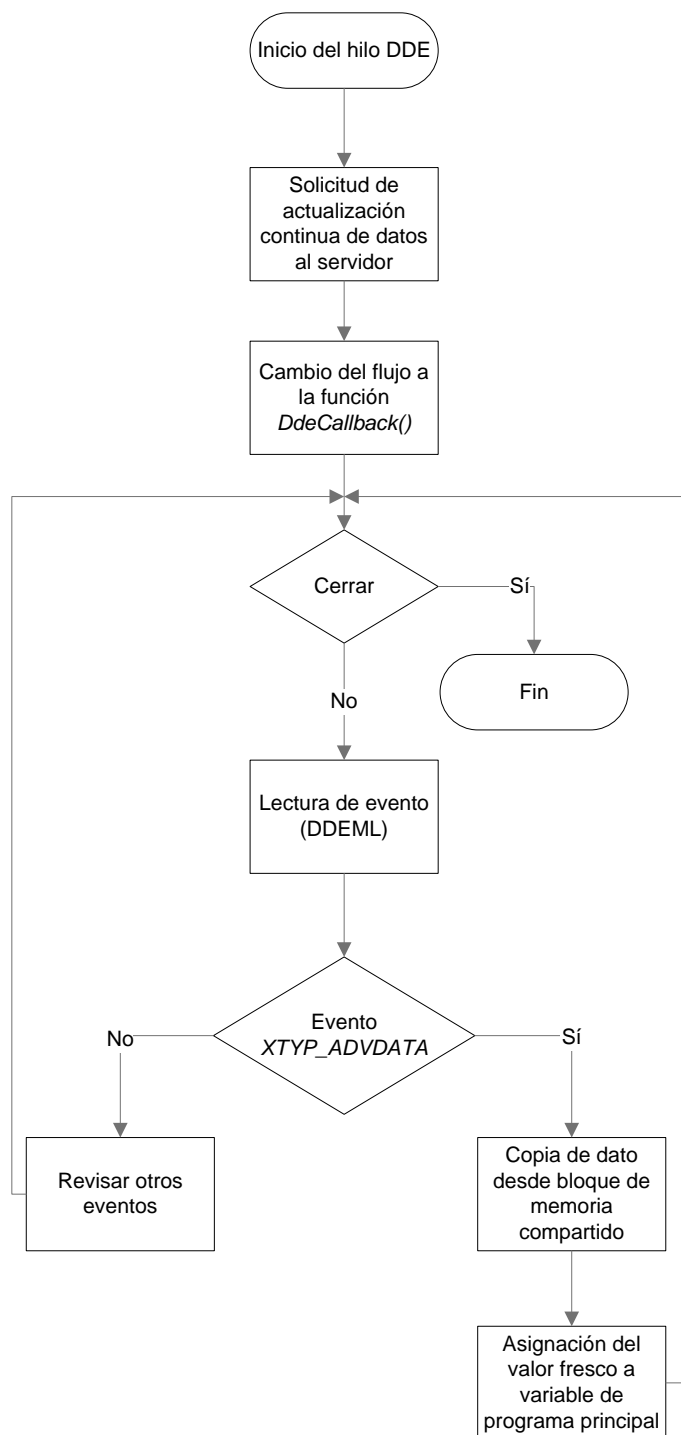 Inicio del hilo DDE
Solicitud de
actualización
continua de datos
al servidor
Cambio del flujo a
la función
DdeCallback()
Cerrar
Sí
Fin
No
Lectura de evento
(DDEML)
Evento
XTYP_ADVDATA
No
Sí
Revisar otros
eventos
Copia de dato
desde bloque de
memoria
compartido
Asignación del
valor fresco a
variable de
programa principal